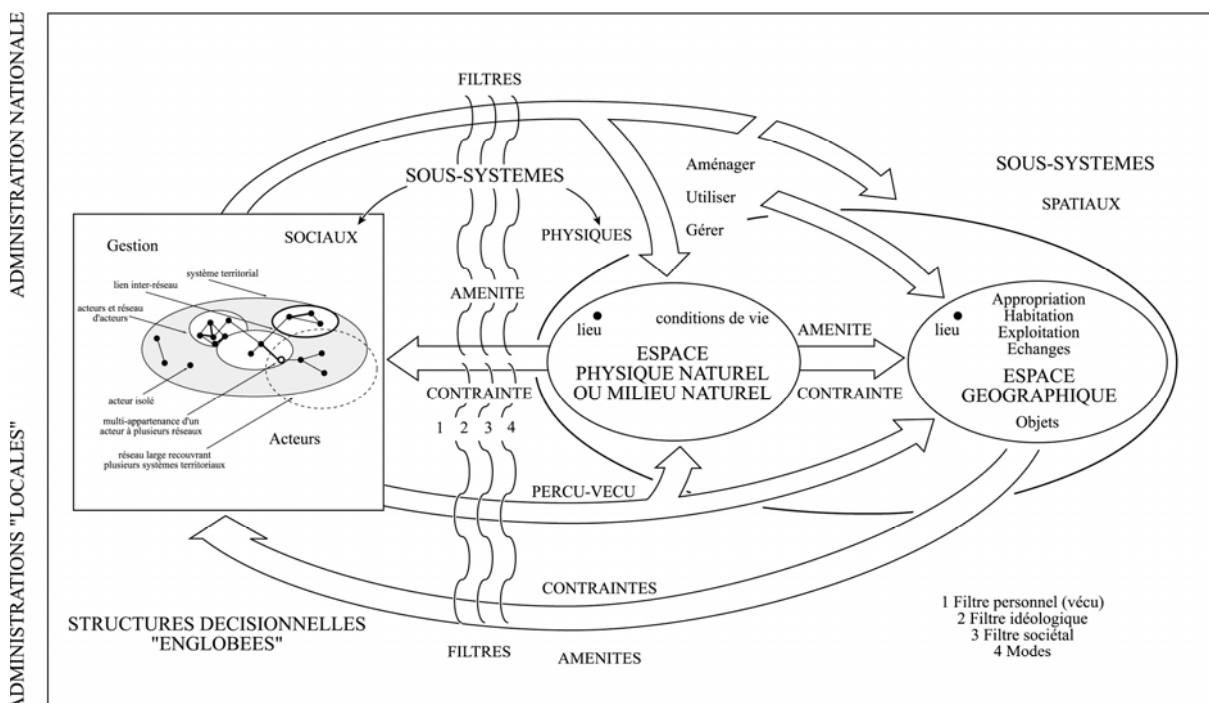 ADMINISTRATION NATIONALE
ADMINISTRATIONS "LOCALES"
FILTRES
SOUS-SYSTEMES
SOCIAUX
PHYSIQUES
Aménager
Utiliser
Gérer
SOUS-SYSTEMES
SPATIAUX
Gestion
système territorial
lien inter-réseau
acteurs et réseau
d'acteurs
acteur isolé
multi-appartenance d'un
acteur à plusieurs réseaux
Acteurs
réseau large recouvrant
plusieurs systèmes territoriaux
AMENITE
CONTRAINTE
1 2 3 4
lieu
conditions de vie
ESPACE
PHYSIQUE NATUREL
OU MILIEU NATUREL
AMENITE
CONTRAINTE
lieu
Appropriation
Habitation
Exploitation
Echanges
ESPACE
GEOGRAPHIQUE
Objets
PERCU-VECU
CONTRAINTES
STRUCTURES DECISIONNELLES
"ENGLOBEES"
FILTRES
AMENITES
1 Filtre personnel (vécu)
2 Filtre idéologique
3 Filtre sociétal
4 Modes